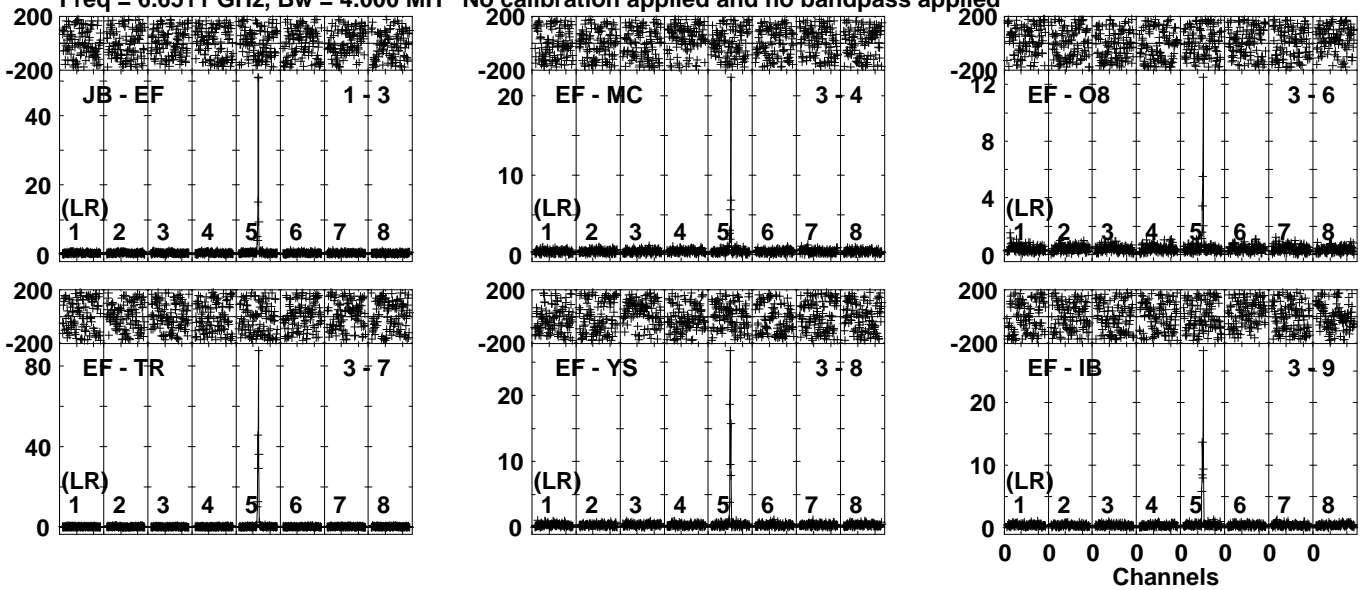 Freq = GHz, Bw = 4.000 MH No calibration applied and no bandpass applied
200 200 200
-200 -200 -200
JB - EF 1 - 3 EF - MC 3 - 4 EF - O8 3 - 6
40 20 12
20 10 8
0 0 4
0
(LR) (LR) (LR)
1 2 3 4 5 6 7 8 1 2 3 4 5 6 7 8 1 2 3 4 5 6 7 8
200 200 200
-200 -200 -200
EF - TR 3 - 7 EF - YS 3 - 8 EF - IB 3 - 9
80 20 20
40 10 10
0 0 0
(LR) (LR) (LR)
1 2 3 4 5 6 7 8 1 2 3 4 5 6 7 8 1 2 3 4 5 6 7 8
0 0 0 0 0 0 0 0
Channels